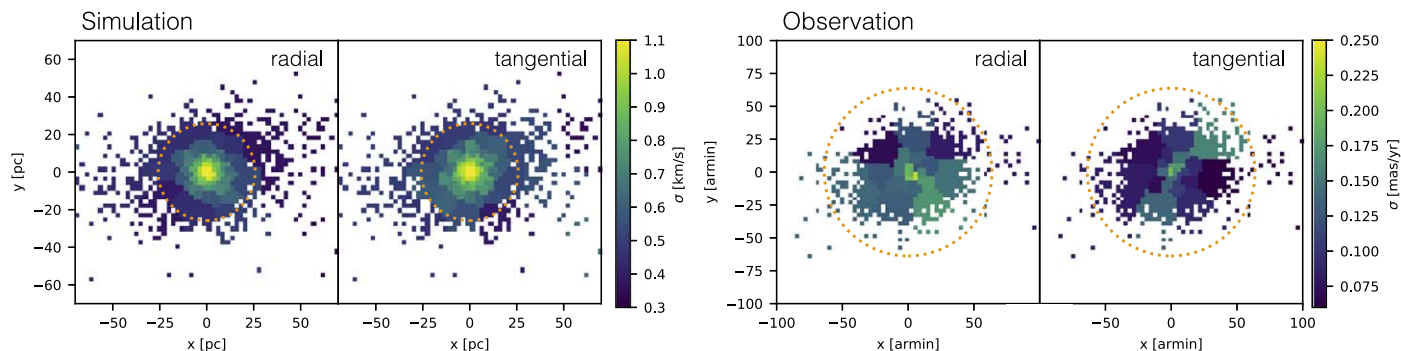 Simulation
radial
tangential
60
40
20
0
−20
−40
−60
y [pc]
−50 −25 0 25 50
−50 −25 0 25 50
x [pc]
x [pc]
1.1
1.0
0.9
0.8
0.7
0.6
0.5
0.4
0.3
σ [km/s]
Observation
radial
tangential
100
75
50
25
0
−25
−50
−75
−100
y [armin]
−100 −50 0 50
−50 0 50 100
x [armin]
x [armin]
0.250
0.225
0.200
0.175
0.150
0.125
0.100
0.075
σ [mas/yr]